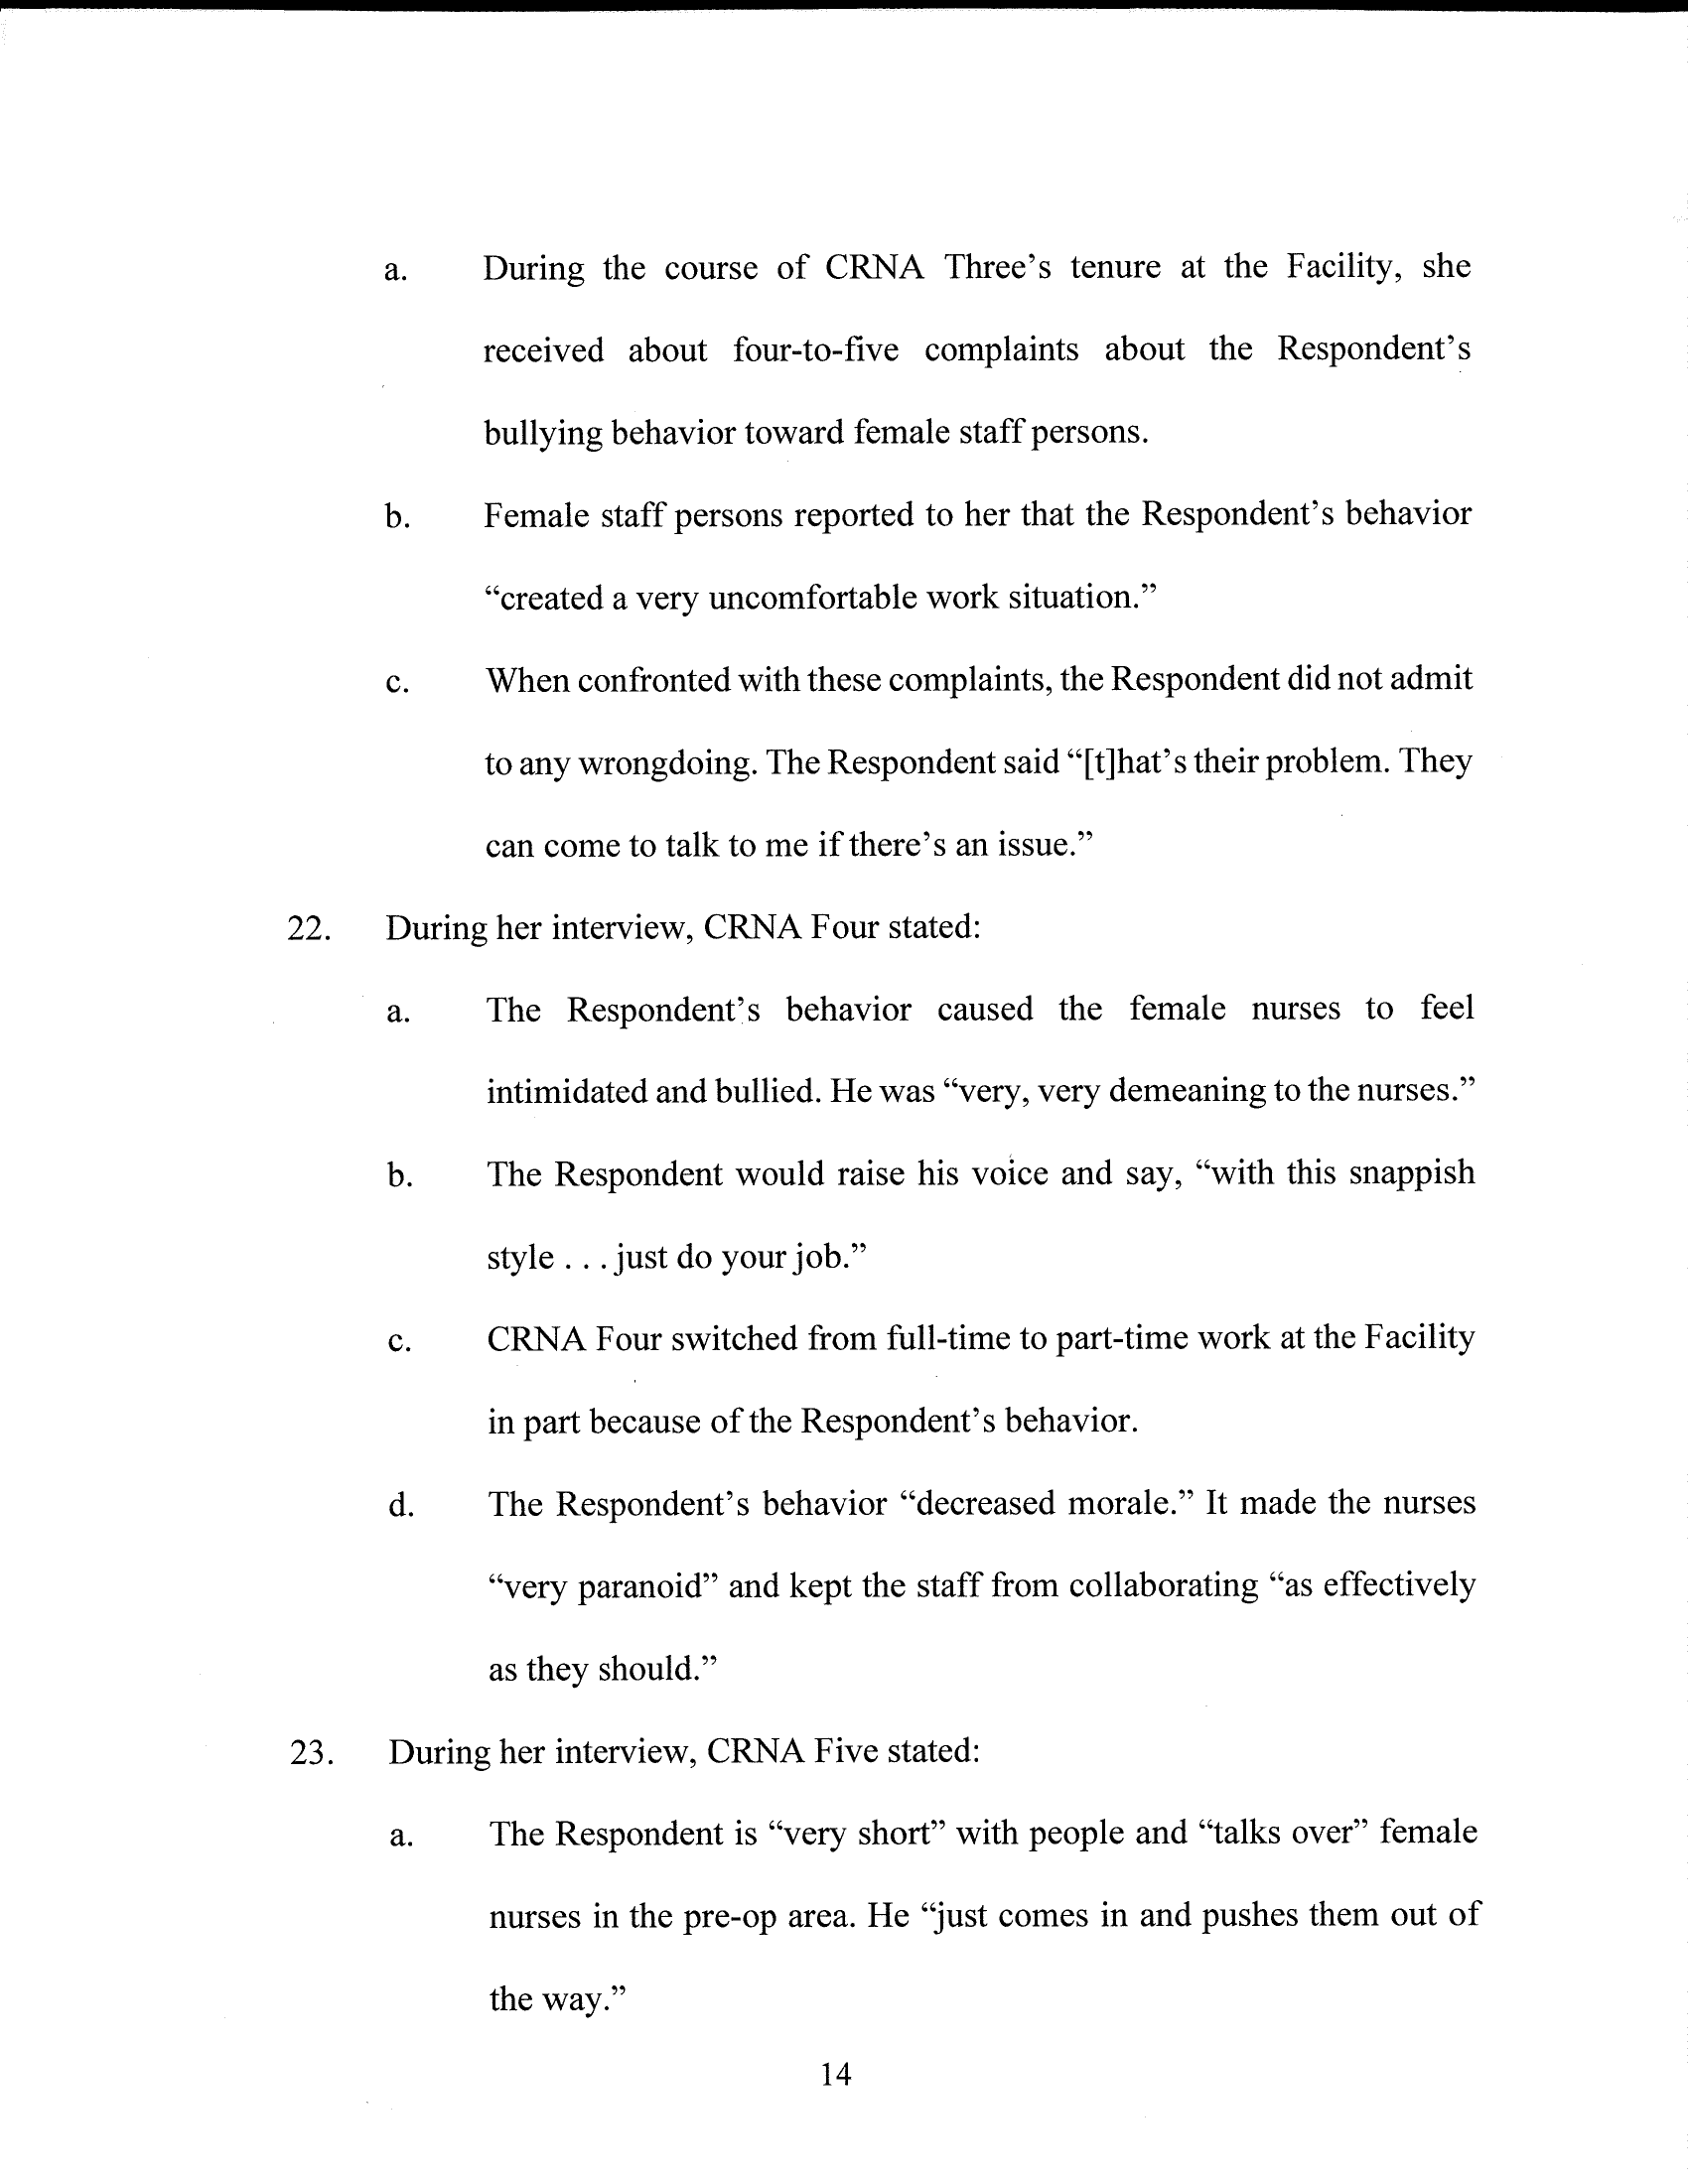 a. During the course of CRNA Three’s tenure at the Facility, she
received about four-to-five complaints about the Respondent’s
bullying behavior toward female staff persons.
b. Female staff persons reported to her that the Respondent’s behavior
“created a very uncomfortable work situation.”
c. When confronted with these complaints, the Respondent did not admit
to any wrongdoing. The Respondent said “[t]hat’s their problem. They
can come to talk to me if there’s an issue.”
22. During her interview, CRNA Four stated:
a. The Respondent’s behavior caused the female nurses to feel
intimidated and bullied. He was “very, very demeaning to the nurses.”
b. The Respondent would raise his voice and say, “with this snappish
style . . . just do your job.”
c. CRNA Four switched from full-time to part-time work at the Facility
in part because of the Respondent’s behavior.
d. The Respondent’s behavior “decreased morale.” It made the nurses
“very paranoid” and kept the staff from collaborating “as effectively
as they should.”
23. During her interview, CRNA Five stated:
a. The Respondent is “very short” with people and “talks over” female
nurses in the pre-op area. He “just comes in and pushes them out of
the way.”
14